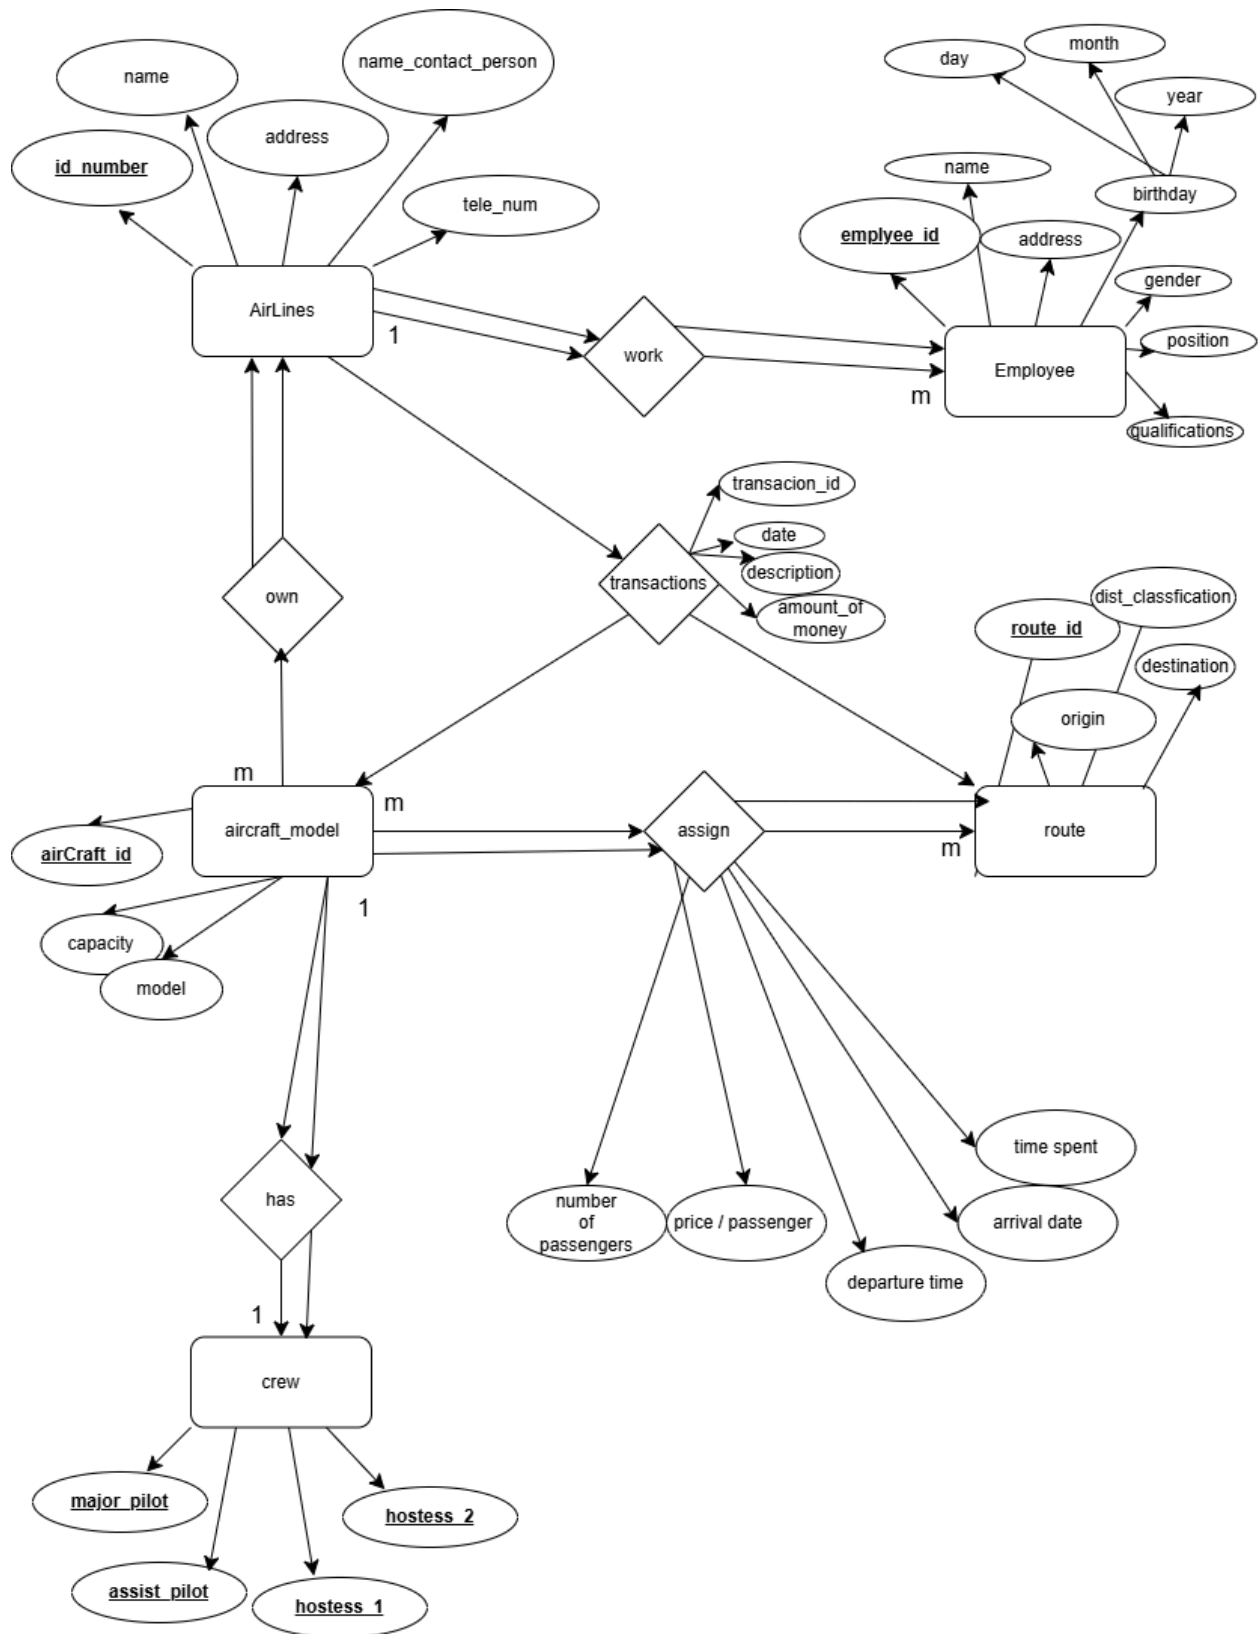 name
name_contact_person
address
id_number
tele_num
AirLines
1
day
month
year
name
birthday
emplyee_id
address
gender
position
qualifications
Employee
work
m
transacion_id
date
description
amount_of
money
transactions
own
dist_classfication
route_id
destination
origin
m
m
aircraft_model
assign
m
route
airCraft_id
capacity
model
1
has
number
of
passengers
price / passenger
departure time
arrival date
time spent
1
crew
major_pilot
hostess_2
assist_pilot
hostess_1